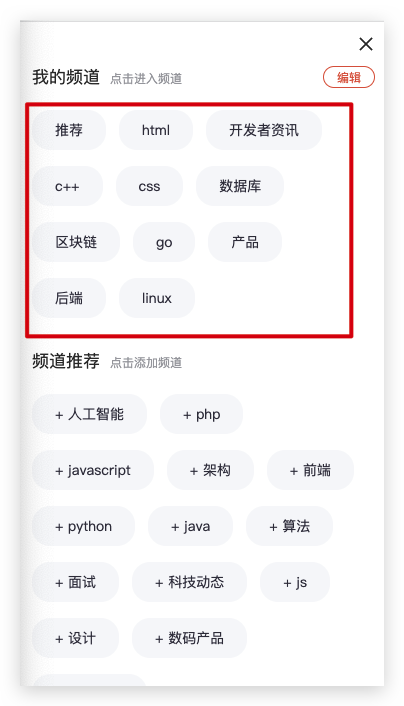 我的频道 点击进入频道 编辑
推荐 html 开发者资讯
c++ css 数据库
区块链 go 产品
后端 linux
频道推荐 点击添加频道
+ 人工智能 + php
+ javascript + 架构 + 前端
+ python + java + 算法
+ 面试 + 科技动态 + js
+ 设计 + 数码产品